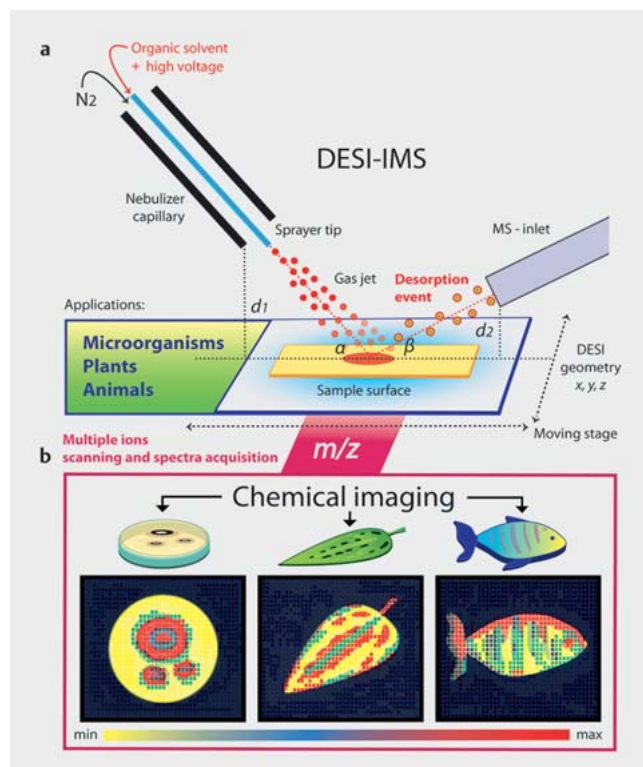 a
Organic solvent
+ high voltage
N2
DESI-IMS
Nebulizer
capillary
Sprayer tip
MS - inlet
Gas jet
Desorption
event
Applications:
d1
d2
Microorganisms
Plants
Animals
α
β
DESI
geometry
x, y, z
Sample surface
Moving stage
Multiple ions
scanning and spectra acquisition
m/z
b
Chemical imaging
min
max